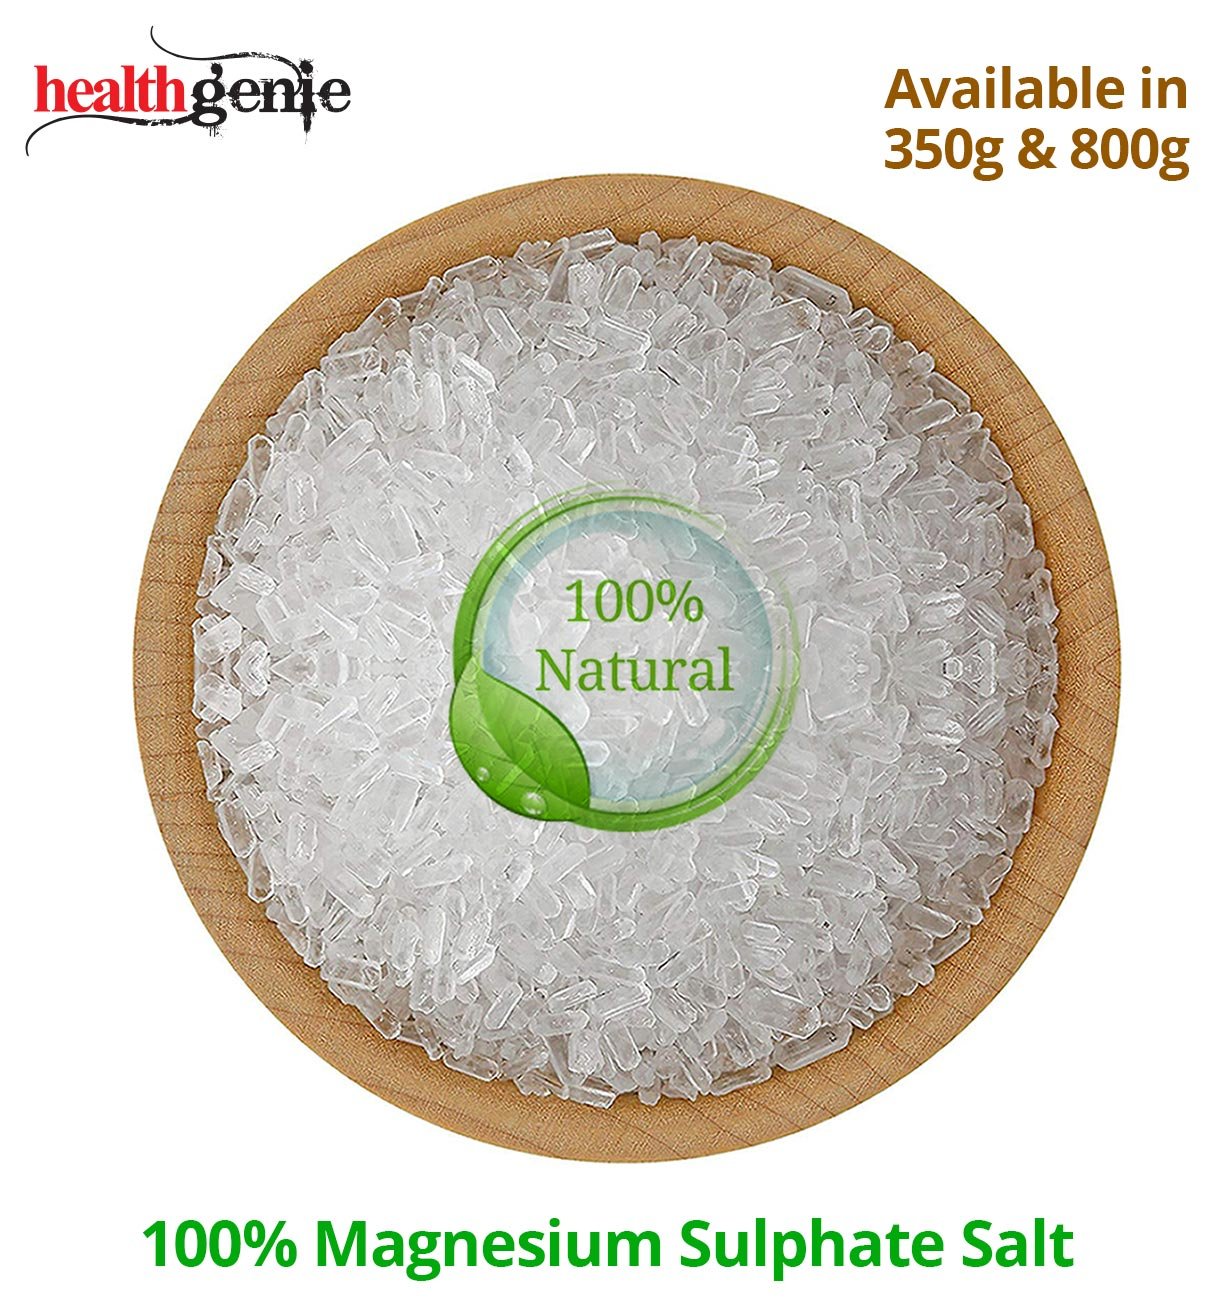 healthgenie
Available in
350g & 800g
100%
Natural
100% Magnesium Sulphate Salt